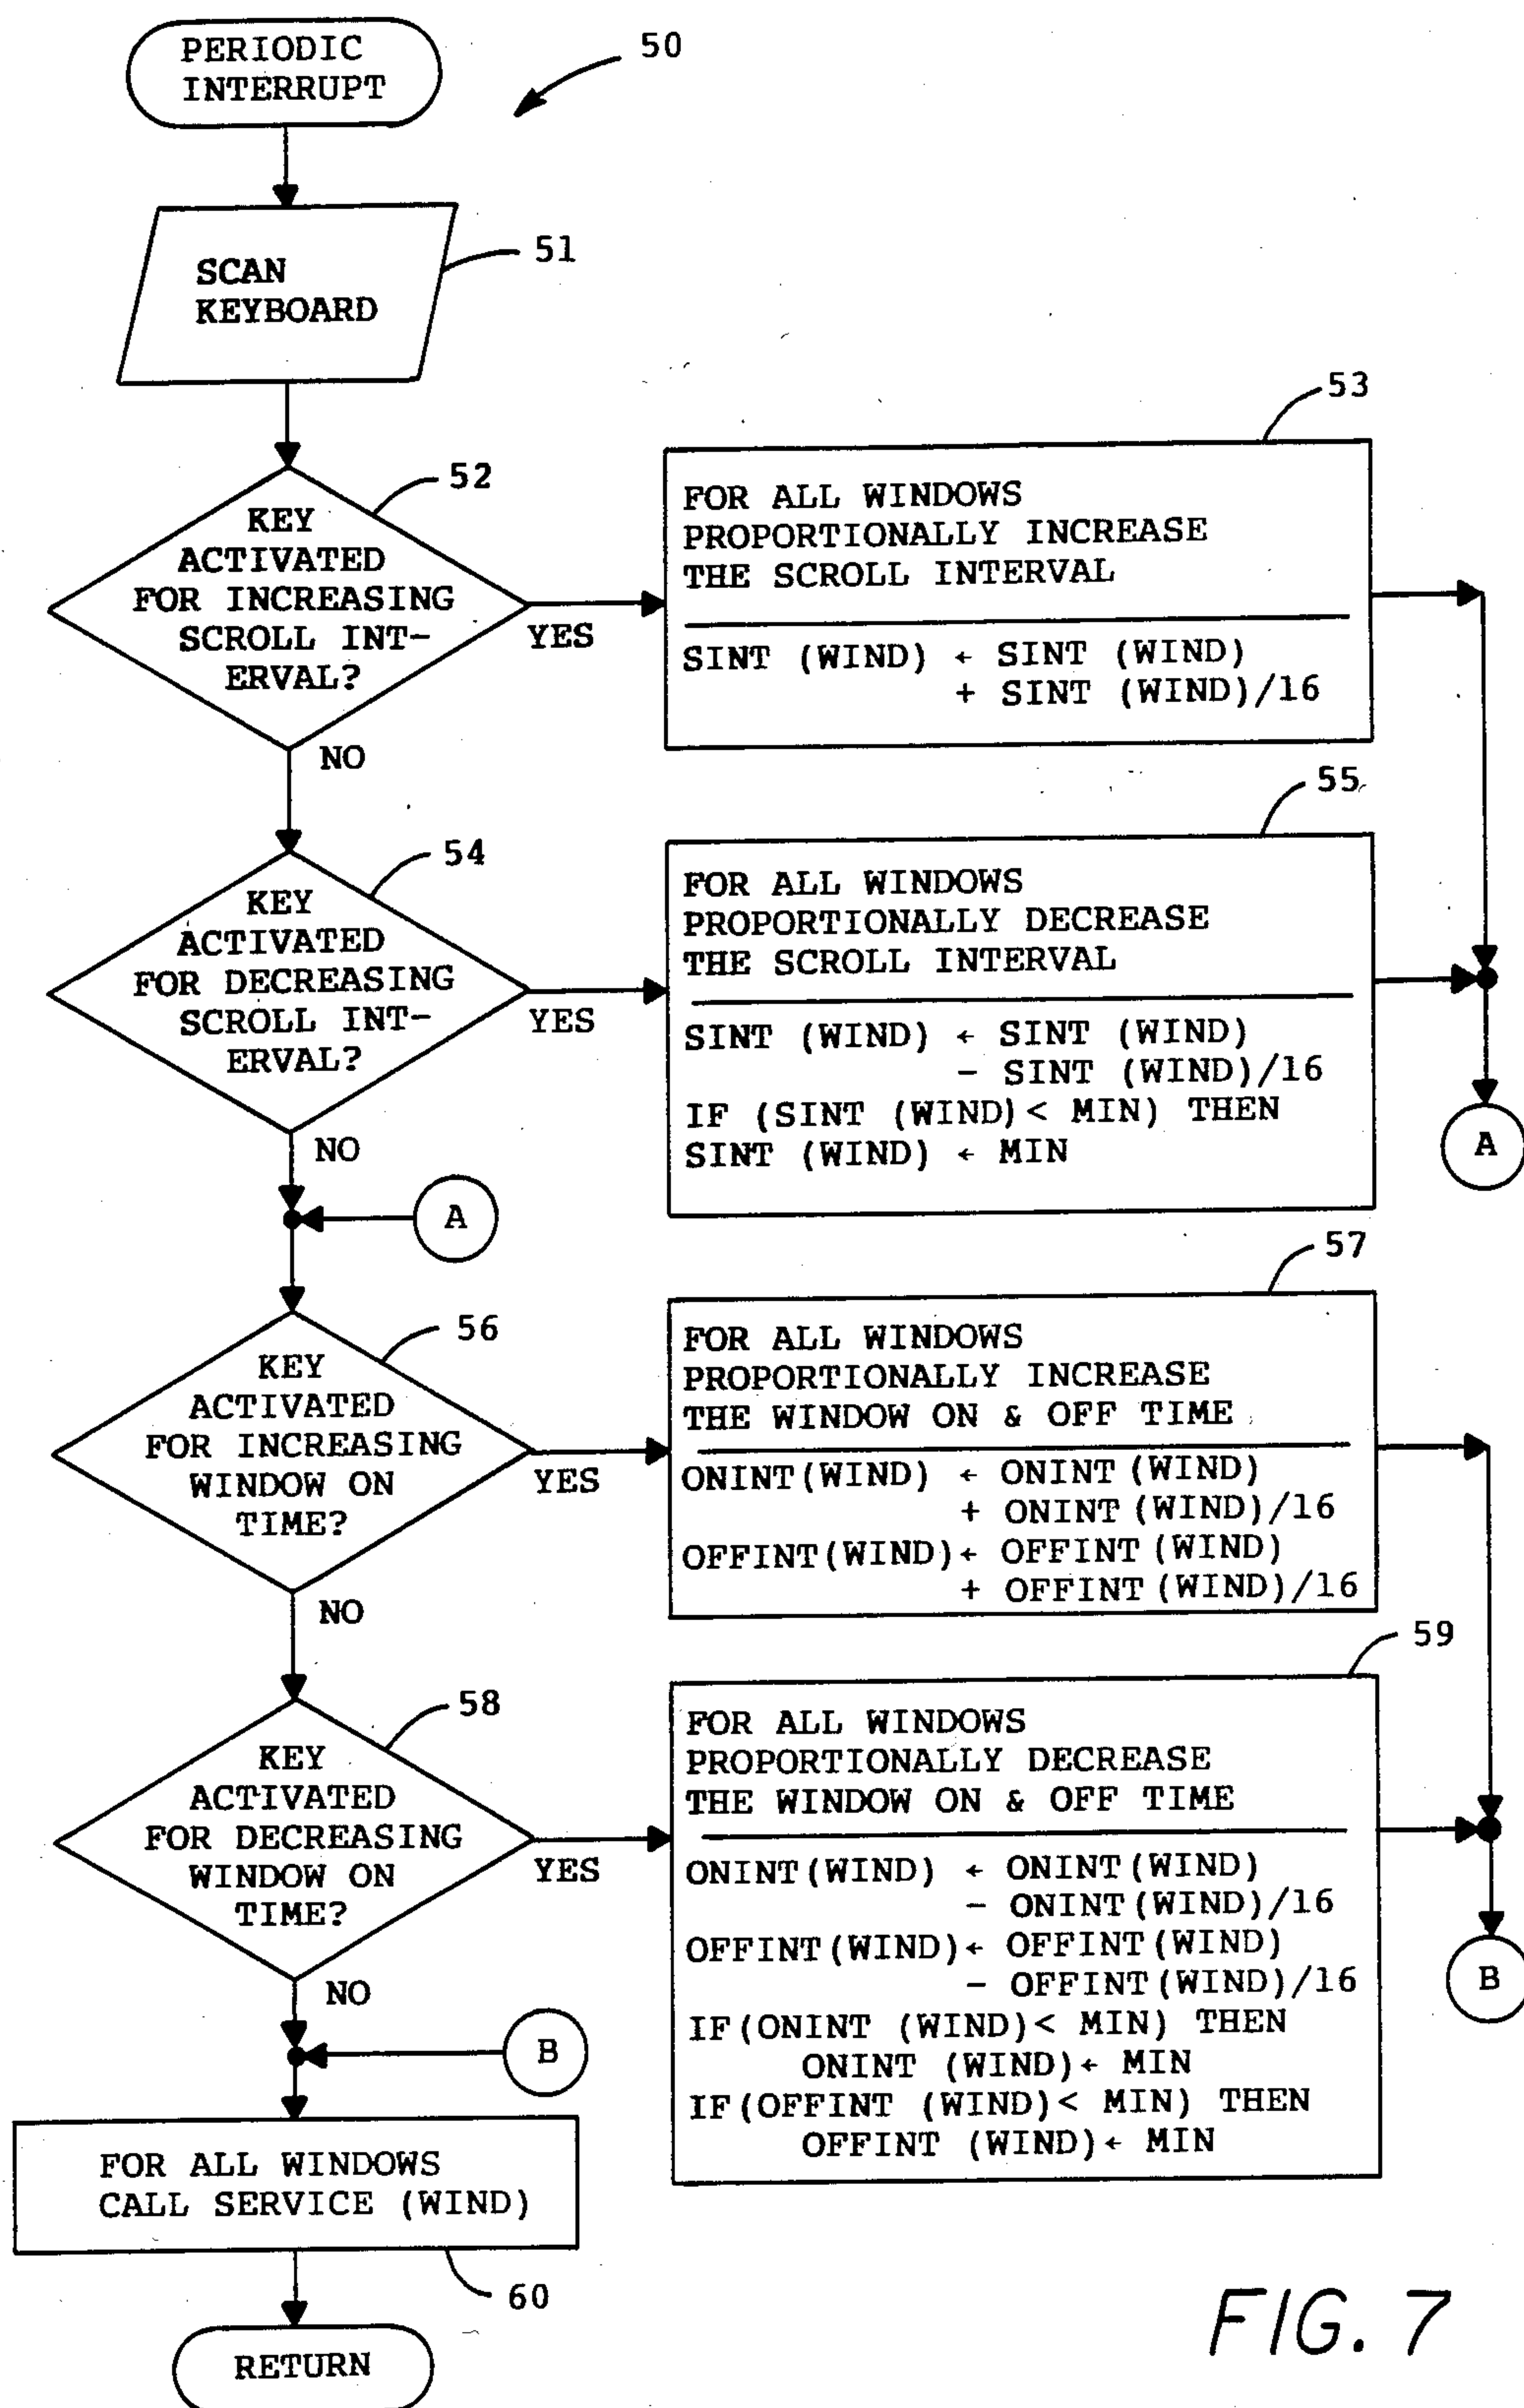 PERIODIC
INTERRUPT
50
SCAN
KEYBOARD
51
KEY
ACTIVATED
FOR INCREASING
SCROLL INT-
ERVAL?
52
YES
NO
FOR ALL WINDOWS
PROPORTIONALLY INCREASE
THE SCROLL INTERVAL
SINT (WIND) ← SINT (WIND)
+ SINT (WIND)/16
53
KEY
ACTIVATED
FOR DECREASING
SCROLL INT-
ERVAL?
54
YES
NO
FOR ALL WINDOWS
PROPORTIONALLY DECREASE
THE SCROLL INTERVAL
SINT (WIND) ← SINT (WIND)
- SINT (WIND)/16
IF (SINT (WIND)< MIN) THEN
SINT (WIND) ← MIN
55
A
A
KEY
ACTIVATED
FOR INCREASING
WINDOW ON
TIME?
56
YES
NO
FOR ALL WINDOWS
PROPORTIONALLY INCREASE
THE WINDOW ON & OFF TIME
ONINT(WIND) ← ONINT(WIND)
+ ONINT(WIND)/16
OFFINT(WIND)← OFFINT(WIND)
+ OFFINT(WIND)/16
57
KEY
ACTIVATED
FOR DECREASING
WINDOW ON
TIME?
58
YES
NO
FOR ALL WINDOWS
PROPORTIONALLY DECREASE
THE WINDOW ON & OFF TIME
ONINT(WIND) ← ONINT(WIND)
- ONINT(WIND)/16
OFFINT(WIND)← OFFINT(WIND)
- OFFINT(WIND)/16
IF(ONINT (WIND)< MIN) THEN
ONINT (WIND)← MIN
IF(OFFINT (WIND)< MIN) THEN
OFFINT (WIND)← MIN
59
B
B
FOR ALL WINDOWS
CALL SERVICE (WIND)
60
RETURN
FIG. 7